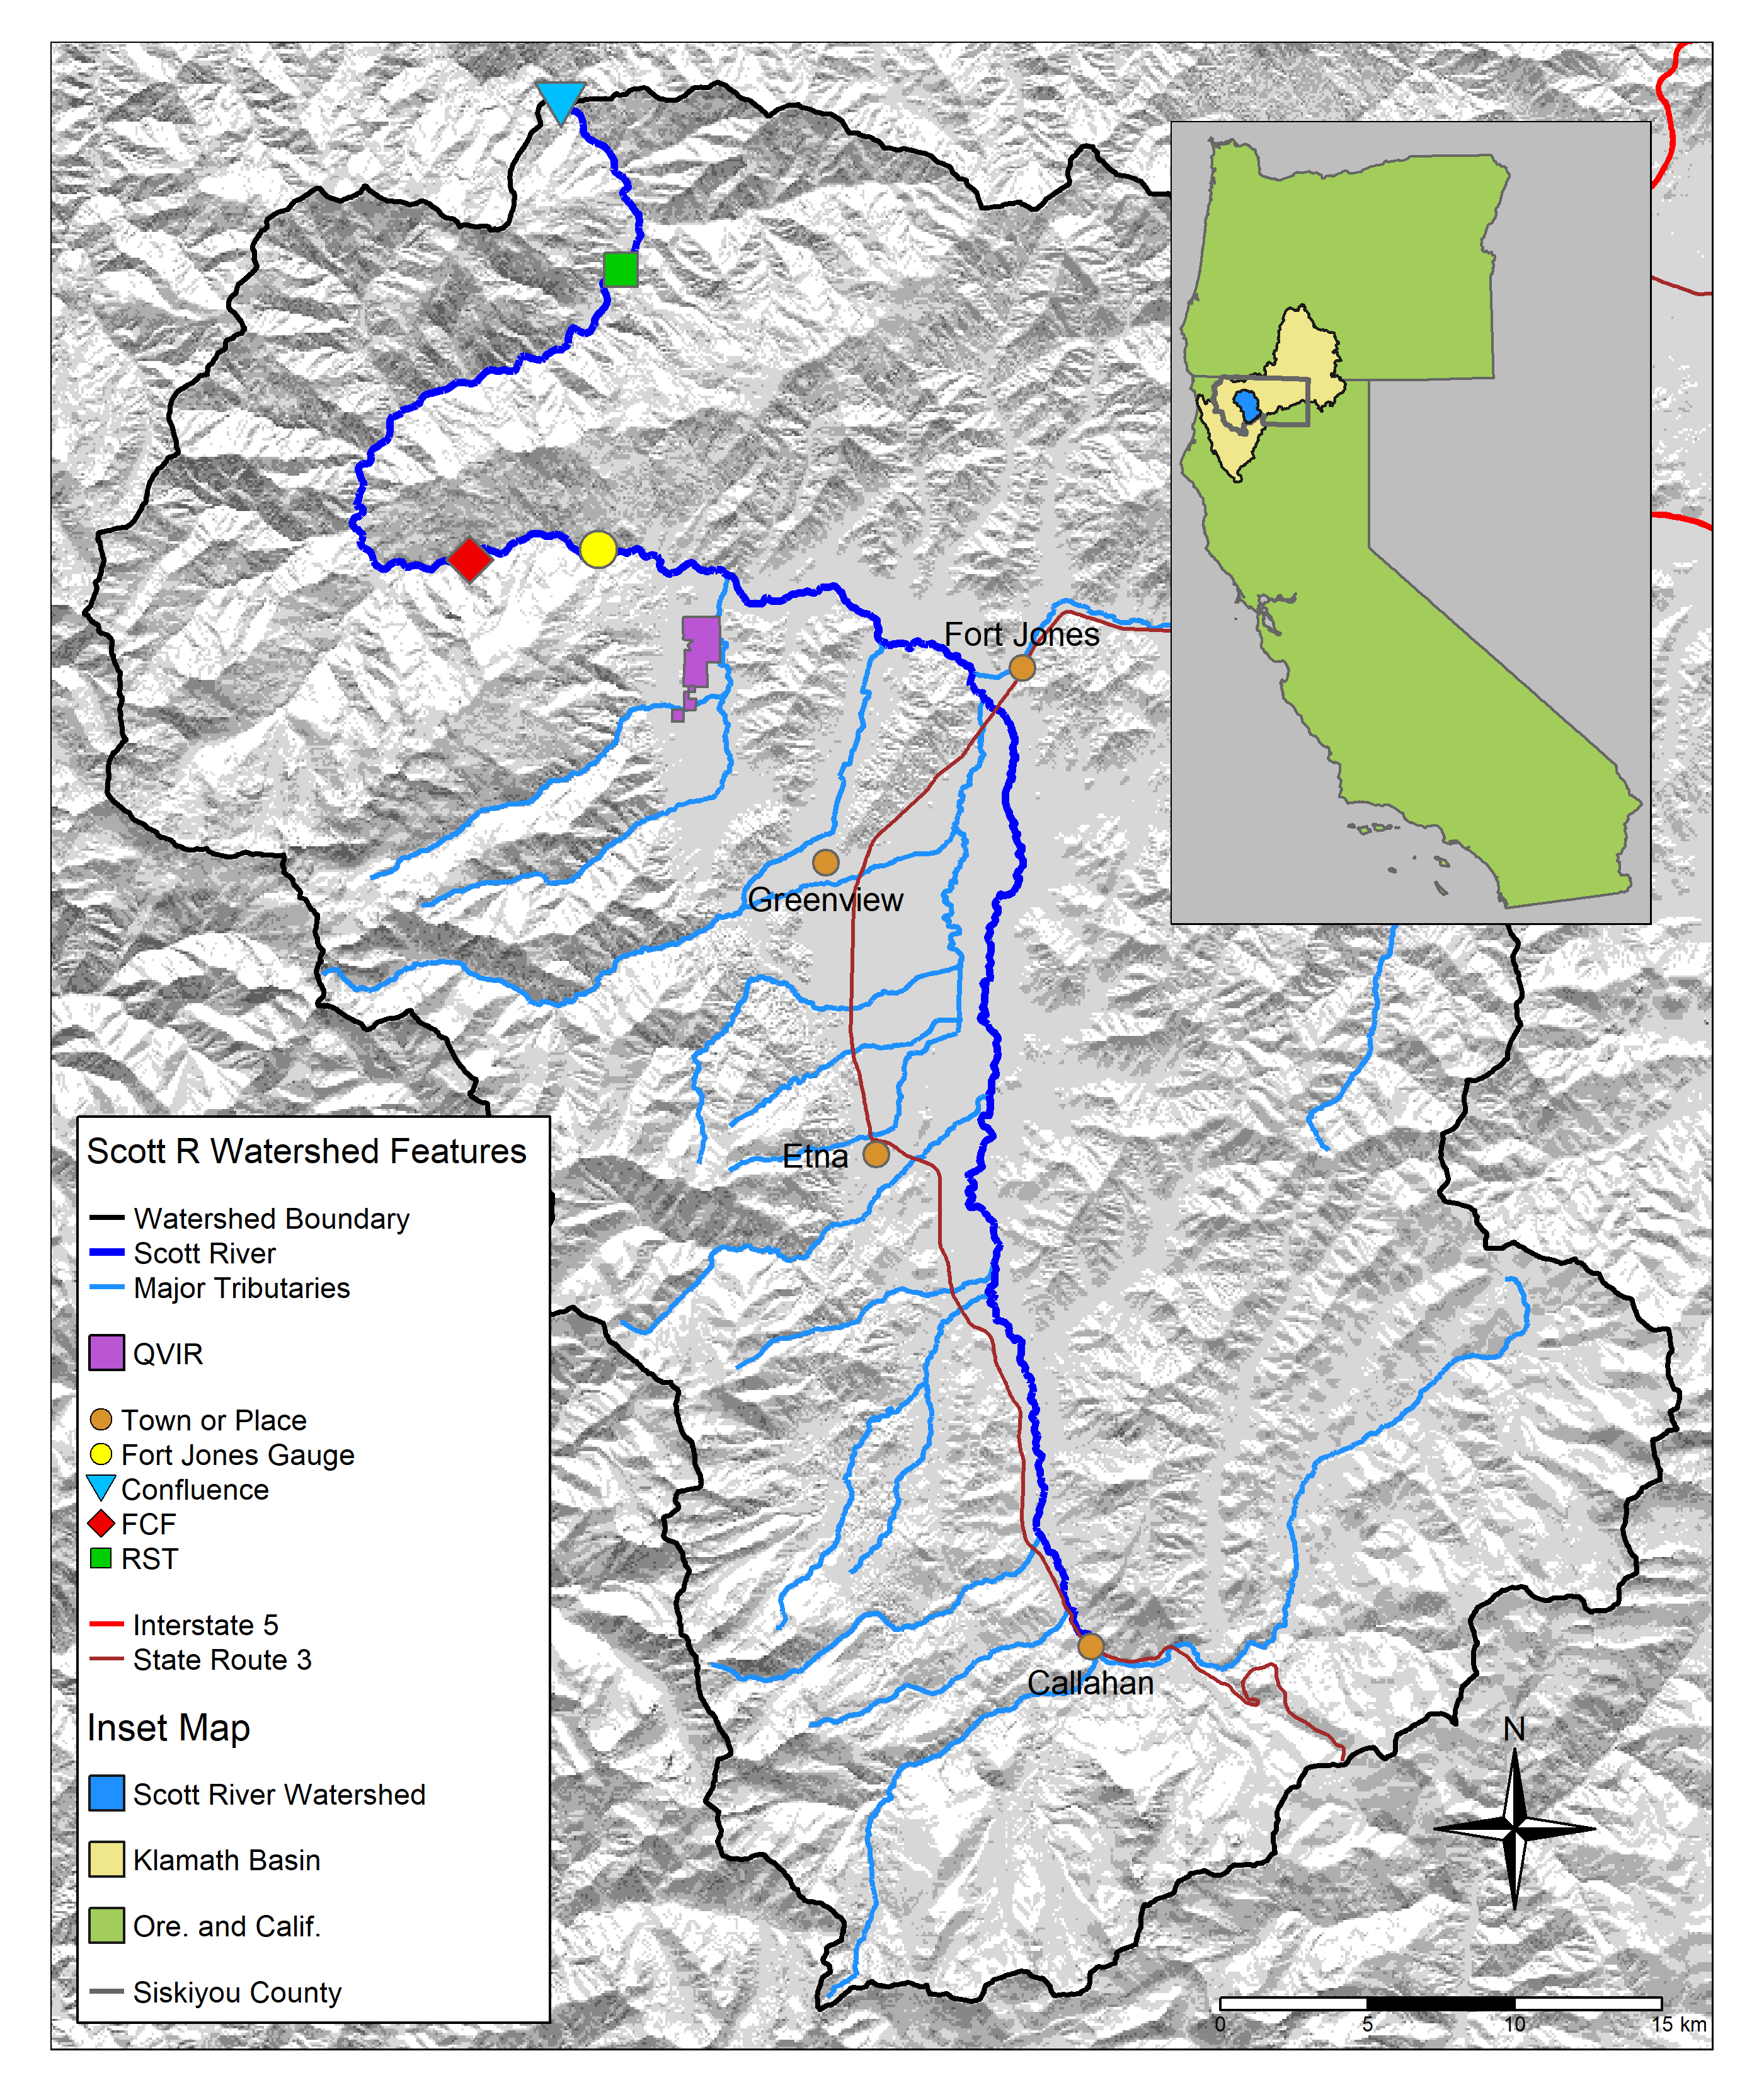 Fort Jones
Greenview
Etna
Callahan
Scott R Watershed Features
Watershed Boundary
Scott River
Major Tributaries
QVIR
Town or Place
Fort Jones Gauge
Confluence
FCF
RST
Interstate 5
State Route 3
Inset Map
Scott River Watershed
Klamath Basin
Ore. and Calif.
Siskiyou County
N
0 5 10 15 km